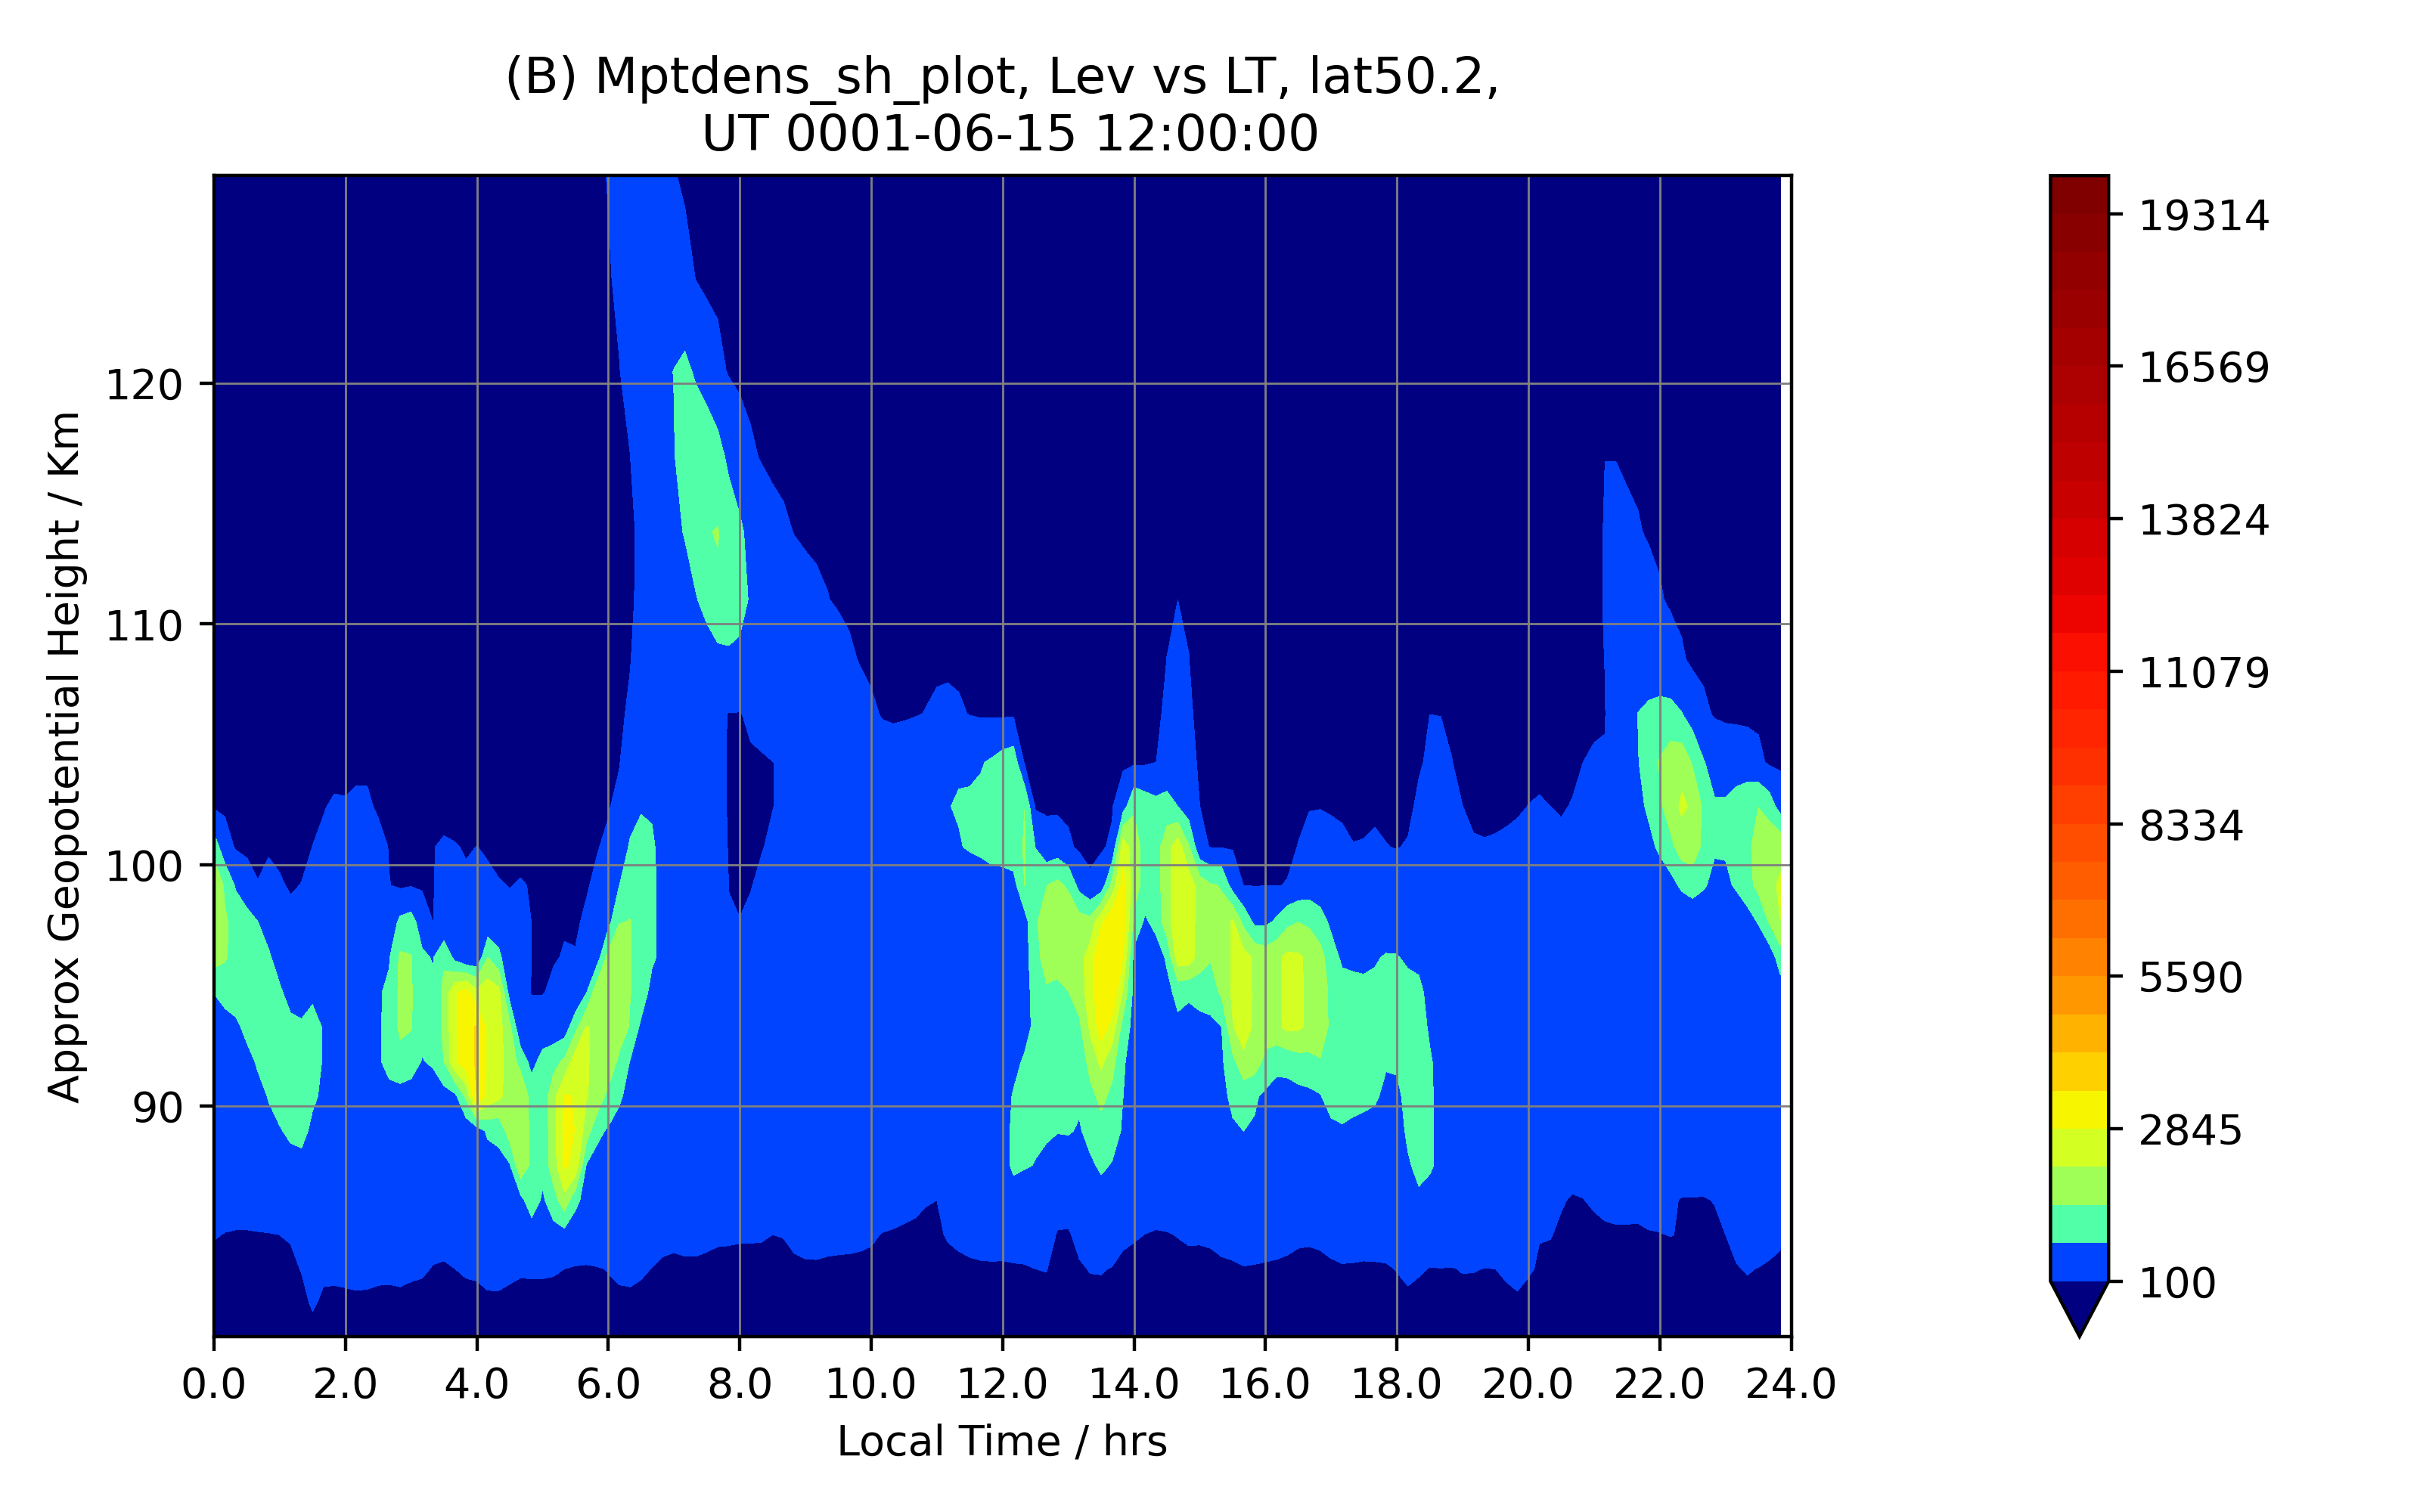 (B) Mptdens_sh_plot, Lev vs LT, lat50.2,
UT 0001-06-15 12:00:00
Approx Geopotential Height / Km
120
110
100
90
0.0 2.0 4.0 6.0 8.0 10.0 12.0 14.0 16.0 18.0 20.0 22.0 24.0
Local Time / hrs
19314
16569
13824
11079
8334
5590
2845
100